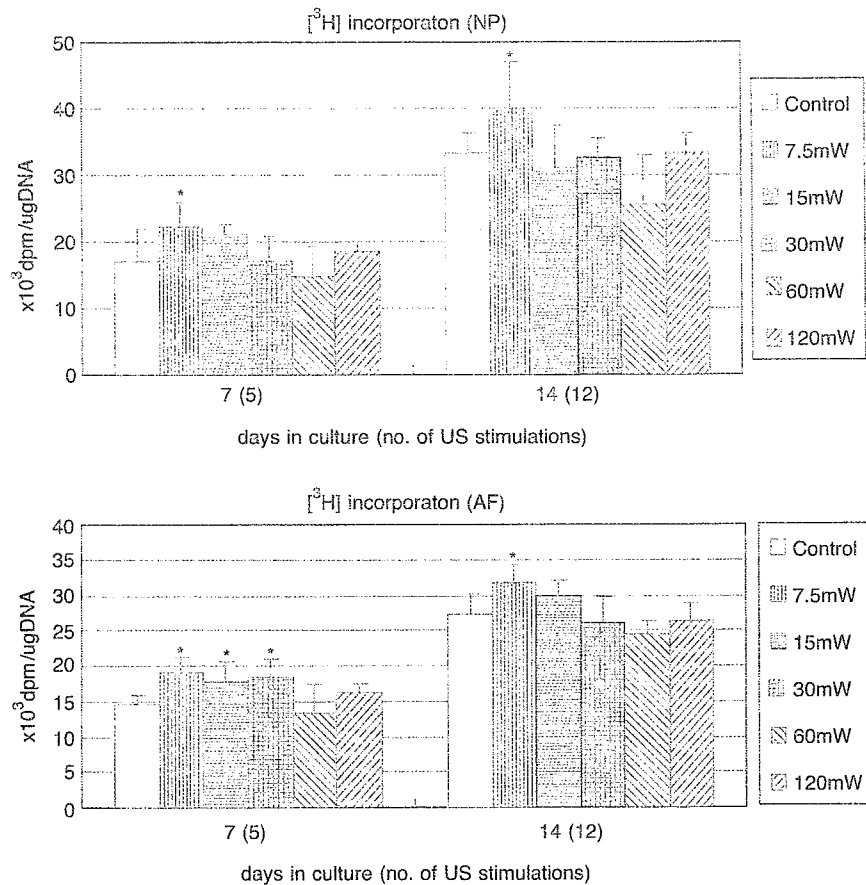 [³H] incorporaton (NP)
50
40
30
20
10
0
x10³dpm/ugDNA
*
*
7 (5)
14 (12)
days in culture (no. of US stimulations)
Control
7.5mW
15mW
30mW
60mW
120mW
[³H] incorporaton (AF)
40
35
30
25
20
15
10
5
0
x10³dpm/ugDNA
*
*
*
*
7 (5)
14 (12)
days in culture (no. of US stimulations)
Control
7.5mW
15mW
30mW
60mW
120mW